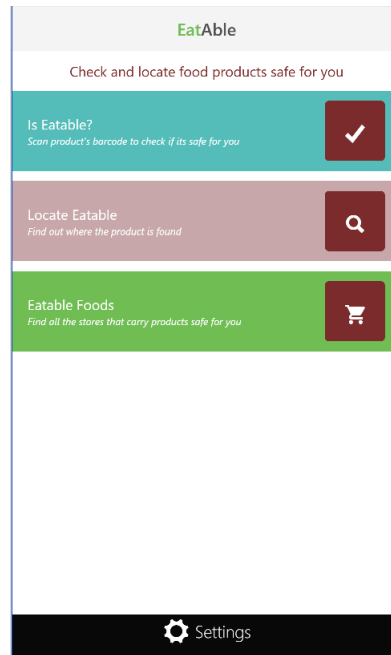 EatAble
Check and locate food products safe for you
Is Eatable?
Scan product's barcode to check if its safe for you
Locate Eatable
Find out where the product is found
Eatable Foods
Find all the stores that carry products safe for you
Settings